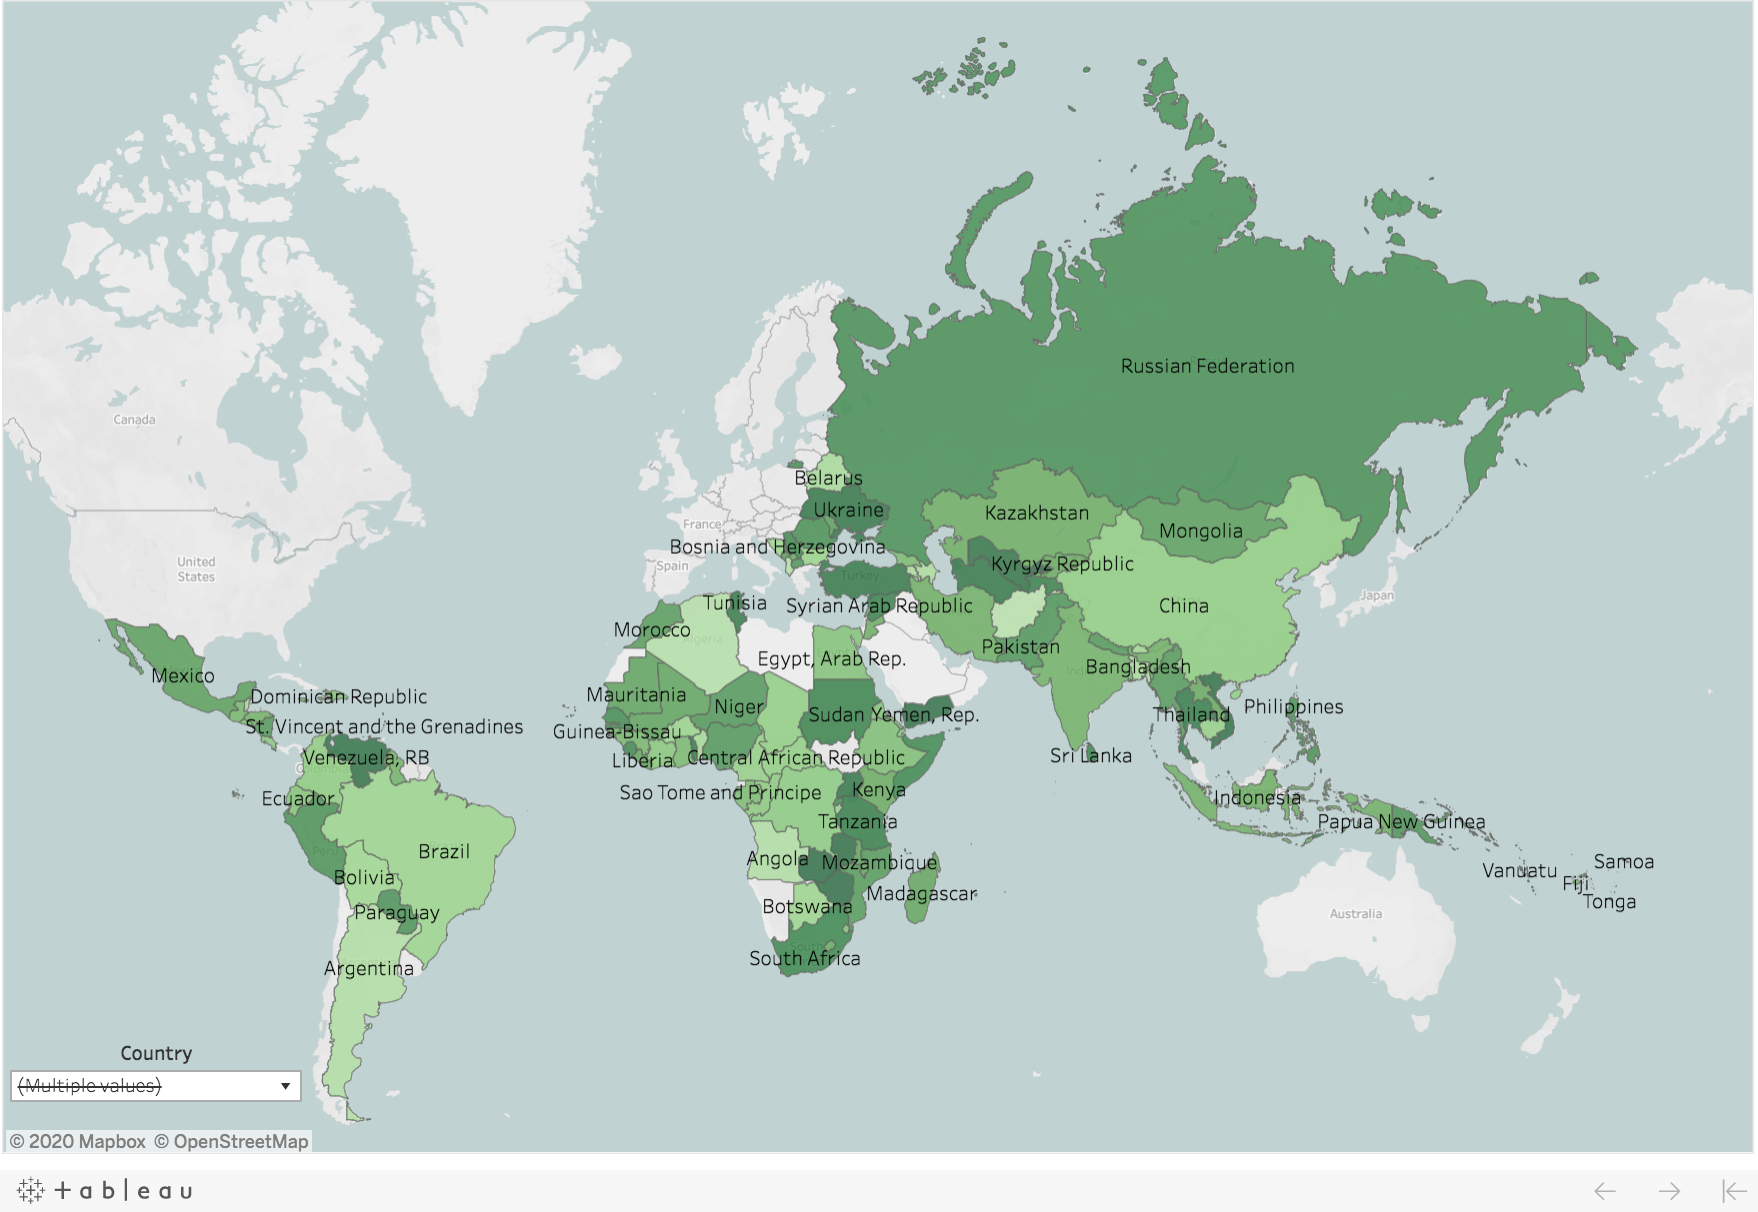 Russian Federation
Canada
Belarus
Ukraine
Kazakhstan
France
Mongolia
Bosnia and Herzegovina
United
States
Spain
Kyrgyz Republic
Turkey
Japan
Tunisia
Syrian Arab Republic
China
Morocco
Algeria
Pakistan
Egypt, Arab Rep.
Bangladesh
Mexico
Dominican Republic
Mauritania
Niger
Sudan
Yemen, Rep.
Thailand
Philippines
St. Vincent and the Grenadines
Guinea-Bissau
Venezuela, RB
Liberia
Central African Republic
Sri Lanka
Ecuador
Sao Tome and Principe
Kenya
Indonesia
Tanzania
Papua New Guinea
Peru
Brazil
Angola
Mozambique
Samoa
Vanuatu
Bolivia
Fiji
Madagascar
Tonga
Paraguay
Botswana
Australia
South
South Africa
Argentina
Country
(Multiple values)
© 2020 Mapbox © OpenStreetMap
+ableau